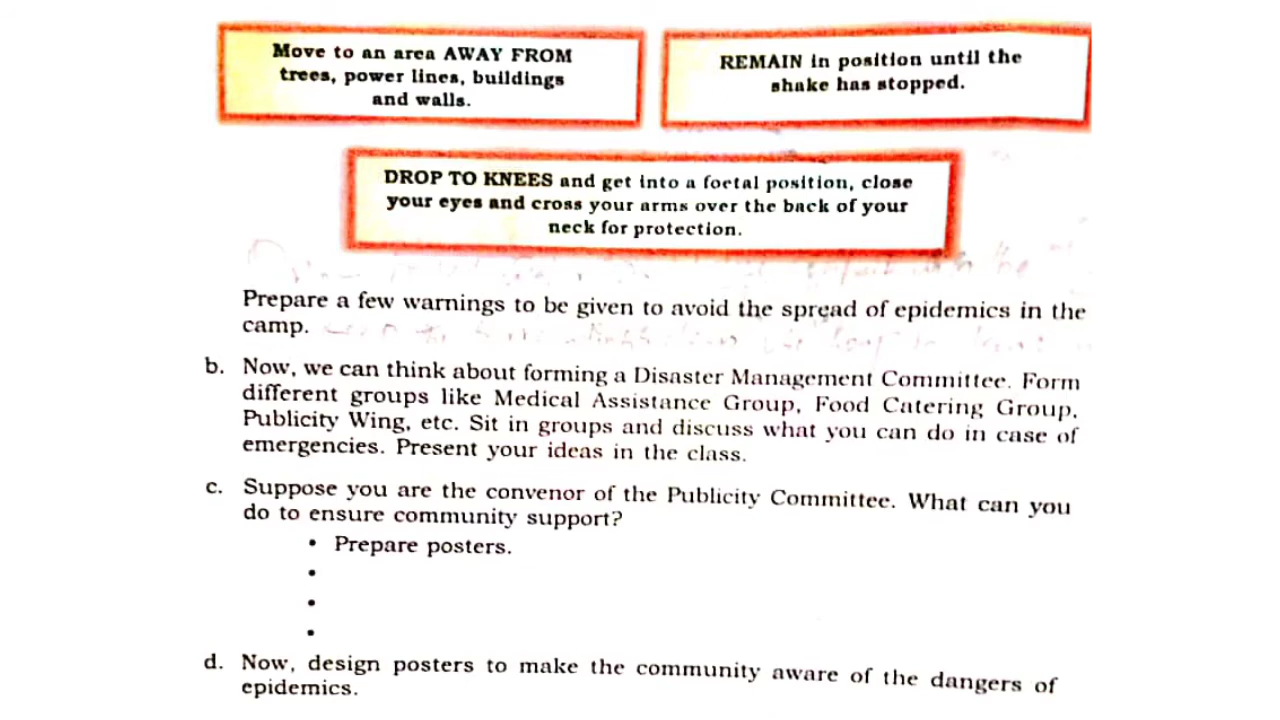 Move to an area AWAY FROM
trees, power lines, buildings
and walls.
REMAIN in position until the
shake has stopped.
DROP TO KNEES and get into a foetal position, close
your eyes and cross your arms over the back of your
neck for protection.
Prepare a few warnings to be given to avoid the spread of epidemics in the
camp.
b. Now, we can think about forming a Disaster Management Committee. Form
different groups like Medical Assistance Group, Food Catering Group,
Publicity Wing, etc. Sit in groups and discuss what you can do in case of
emergencies. Present your ideas in the class.
c. Suppose you are the convenor of the Publicity Committee. What can you
do to ensure community support?
• Prepare posters.
•
•
•
d. Now, design posters to make the community aware of the dangers of
epidemics.